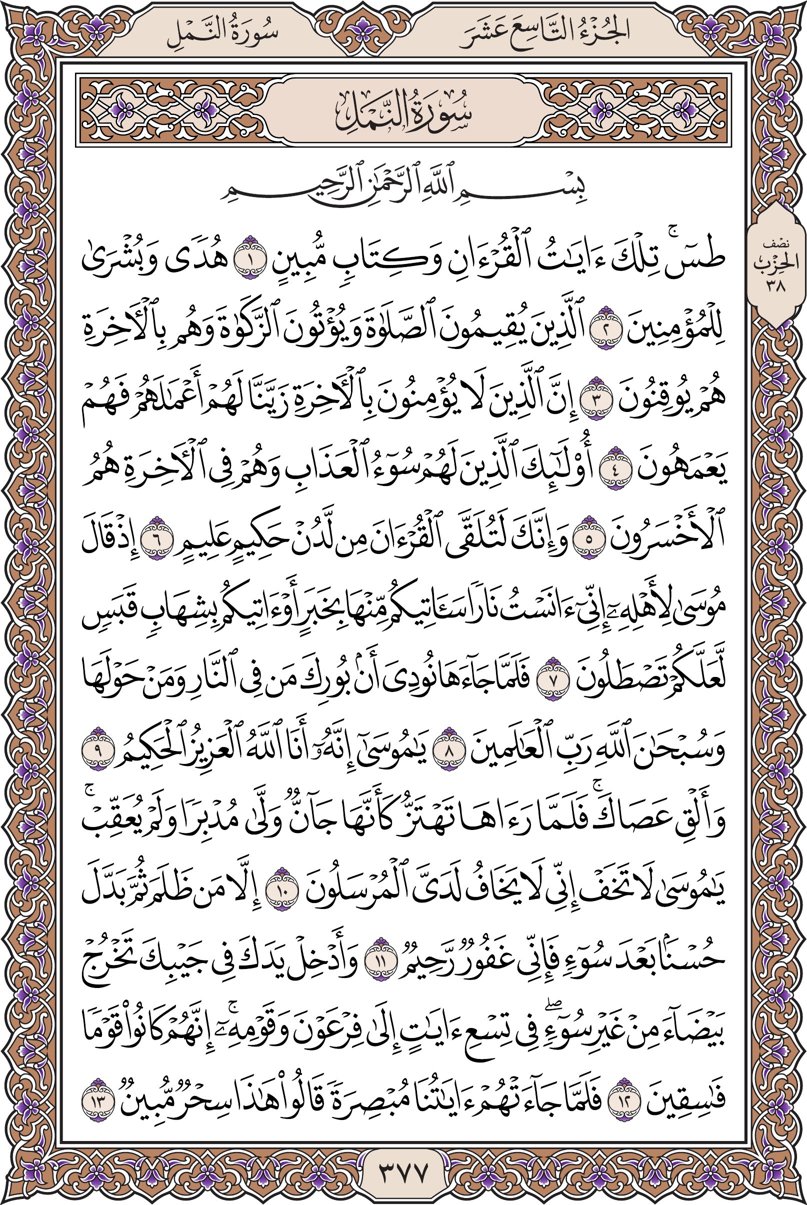 الجُزْءُ التَّاسِعَ عَشَرَ
سُورَةُ النَّمْلِ
سُورَةُ النَّمْلِ
بِسْمِ ٱللَّهِ ٱلرَّحْمَٰنِ ٱلرَّحِيمِ
طسٓۚ تِلْكَ ءَايَٰتُ ٱلْقُرْءَانِ وَكِتَابٖ مُّبِينٍ ١ هُدٗى وَبُشْرَىٰ
لِلْمُؤْمِنِينَ ٢ ٱلَّذِينَ يُقِيمُونَ ٱلصَّلَوٰةَ وَيُؤْتُونَ ٱلزَّكَوٰةَ وَهُم بِٱلْأٓخِرَةِ
هُمْ يُوقِنُونَ ٣ إِنَّ ٱلَّذِينَ لَا يُؤْمِنُونَ بِٱلْأٓخِرَةِ زَيَّنَّا لَهُمْ أَعْمَٰلَهُمْ فَهُمْ
يَعْمَهُونَ ٤ أُوْلَٰٓئِكَ ٱلَّذِينَ لَهُمْ سُوٓءُ ٱلْعَذَابِ وَهُمْ فِي ٱلْأٓخِرَةِ هُمُ
ٱلْأَخْسَرُونَ ٥ وَإِنَّكَ لَتُلَقَّى ٱلْقُرْءَانَ مِن لَّدُنْ حَكِيمٍ عَلِيمٍ ٦ إِذْ قَالَ
مُوسَىٰ لِأَهْلِهِۦٓ إِنِّيٓ ءَانَسْتُ نَارٗا سَـَٔاتِيكُم مِّنْهَا بِخَبَرٍ أَوْ ءَاتِيكُم بِشِهَابٖ قَبَسٖ
لَّعَلَّكُمْ تَصْطَلُونَ ٧ فَلَمَّا جَآءَهَا نُودِيَ أَنۢ بُورِكَ مَن فِي ٱلنَّارِ وَمَنْ حَوْلَهَا
وَسُبْحَٰنَ ٱللَّهِ رَبِّ ٱلْعَٰلَمِينَ ٨ يَٰمُوسَىٰٓ إِنَّهُۥٓ أَنَا ٱللَّهُ ٱلْعَزِيزُ ٱلْحَكِيمُ ٩
وَأَلْقِ عَصَاكَۚ فَلَمَّا رَءَاهَا تَهْتَزُّ كَأَنَّهَا جَآنّٞ وَلَّىٰ مُدْبِرٗا وَلَمْ يُعَقِّبْۚ
يَٰمُوسَىٰ لَا تَخَفْ إِنِّي لَا يَخَافُ لَدَيَّ ٱلْمُرْسَلُونَ ١٠ إِلَّا مَن ظَلَمَ ثُمَّ بَدَّلَ
حُسْنَۢا بَعْدَ سُوٓءٖ فَإِنِّي غَفُورٞ رَّحِيمٞ ١١ وَأَدْخِلْ يَدَكَ فِي جَيْبِكَ تَخْرُجْ
بَيْضَآءَ مِنْ غَيْرِ سُوٓءٖۖ فِي تِسْعِ ءَايَٰتٍ إِلَىٰ فِرْعَوْنَ وَقَوْمِهِۦٓۚ إِنَّهُمْ كَانُواْ قَوْمٗا
فَٰسِقِينَ ١٢ فَلَمَّا جَآءَتْهُمْ ءَايَٰتُنَا مُبْصِرَةٗ قَالُواْ هَٰذَا سِحْرٞ مُّبِينٞ ١٣
نصف
الحزب
٣٨
٣٧٧